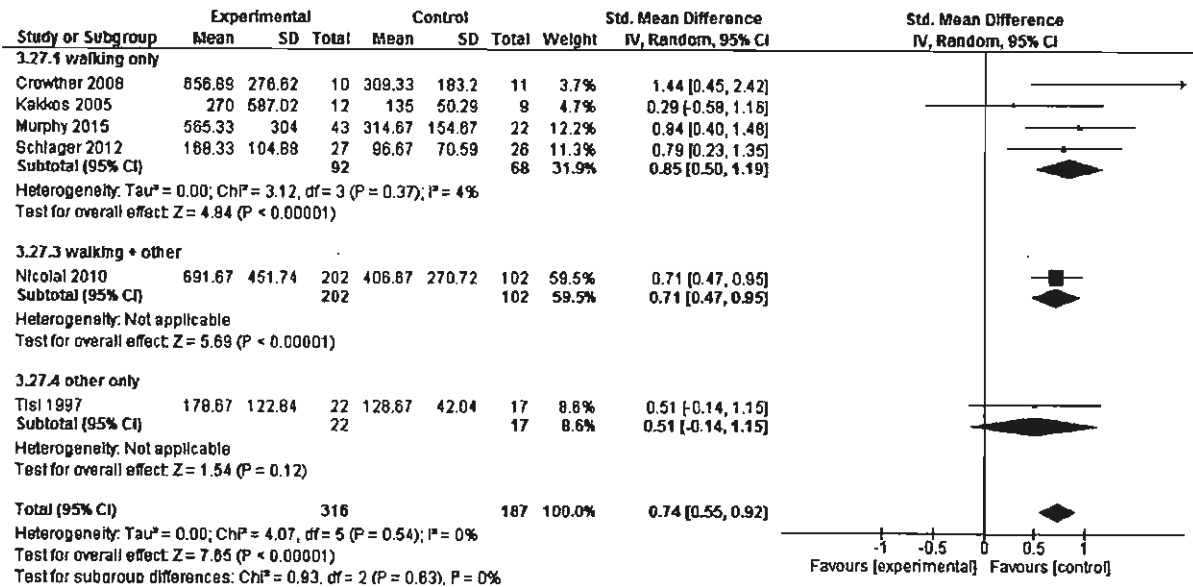 Experimental Control Std. Mean Difference Std. Mean Difference
Study or Subgroup Mean SD Total Mean SD Total Weight IV, Random, 95% CI IV, Random, 95% CI
3.27.1 walking only
Crowther 2008 856.89 276.62 10 309.33 183.2 11 3.7% 1.44 [0.45, 2.42]
Kakkos 2005 270 587.02 12 135 50.29 9 4.7% 0.29 [-0.58, 1.16]
Murphy 2015 565.33 304 43 314.67 154.67 22 12.2% 0.94 [0.40, 1.48]
Schlager 2012 168.33 104.88 27 96.67 70.59 26 11.3% 0.79 [0.23, 1.35]
Subtotal (95% CI) 92 68 31.9% 0.85 [0.50, 1.19]
Heterogeneity: Tau² = 0.00; Chi² = 3.12, df = 3 (P = 0.37); I² = 4%
Test for overall effect: Z = 4.84 (P < 0.00001)
3.27.3 walking + other
Nicolai 2010 691.67 451.74 202 406.67 270.72 102 59.5% 0.71 [0.47, 0.95]
Subtotal (95% CI) 202 102 59.5% 0.71 [0.47, 0.95]
Heterogeneity: Not applicable
Test for overall effect: Z = 5.69 (P < 0.00001)
3.27.4 other only
Tisi 1997 178.67 122.84 22 128.67 42.04 17 8.6% 0.51 [-0.14, 1.15]
Subtotal (95% CI) 22 17 8.6% 0.51 [-0.14, 1.15]
Heterogeneity: Not applicable
Test for overall effect: Z = 1.54 (P = 0.12)
Total (95% CI) 316 187 100.0% 0.74 [0.55, 0.92]
Heterogeneity: Tau² = 0.00; Chi² = 4.07, df = 5 (P = 0.54); I² = 0%
Test for overall effect: Z = 7.65 (P < 0.00001)
Test for subgroup differences: Chi² = 0.93, df = 2 (P = 0.63), I² = 0%
-1 -0.5 0 0.5 1
Favours [experimental] Favours [control]